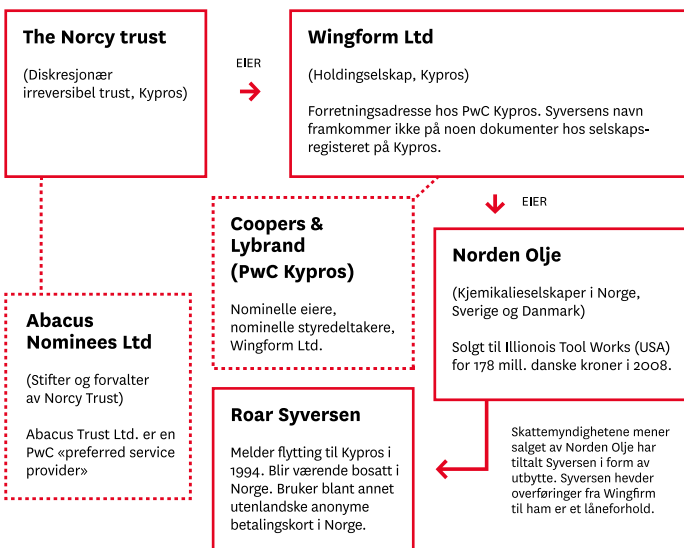 The Norcy trust
(Diskresjonær
irreversibel trust, Kypros)
EIER
Wingform Ltd
(Holdingselskap, Kypros)
Forretningsadresse hos PwC Kypros. Syversens navn
framkommer ikke på noen dokumenter hos selskaps-
registeret på Kypros.
EIER
Coopers &
Lybrand
(PwC Kypros)
Nominelle eiere,
nominelle styredeltakere,
Wingform Ltd.
Norden Olje
(Kjemikalieselskaper i Norge,
Sverige og Danmark)
Solgt til Illionois Tool Works (USA)
for 178 mill. danske kroner i 2008.
Abacus
Nominees Ltd
(Stifter og forvalter
av Norcy Trust)
Abacus Trust Ltd. er en
PwC «preferred service
provider»
Roar Syversen
Melder flytting til Kypros i
1994. Blir værende bosatt i
Norge. Bruker blant annet
utenlandske anonyme
betalingskort i Norge.
Skattemyndighetene mener
salget av Norden Olje har
tiltalt Syversen i form av
utbytte. Syversen hevder
overføringer fra Wingfirm
til ham er et låneforhold.